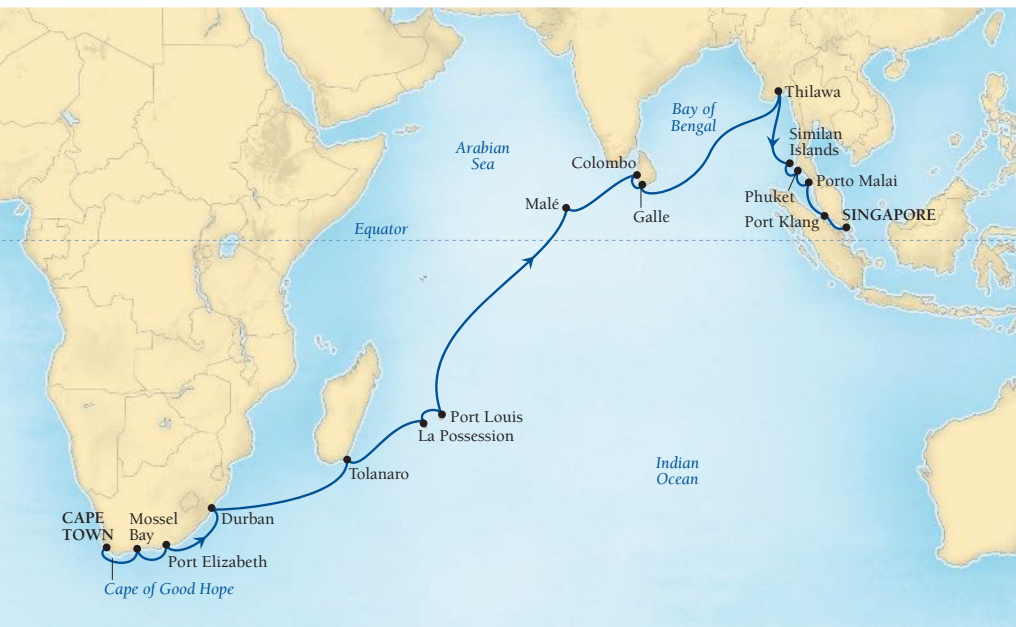 Thilawa
Bay of
Bengal
Similan
Islands
Arabian
Sea
Colombo
Porto Malai
Phuket
Malé
Galle
SINGAPORE
Port Klang
Equator
Port Louis
La Possession
Indian
Ocean
Tolanaro
CAPE
TOWN
Mossel
Bay
Durban
Port Elizabeth
Cape of Good Hope